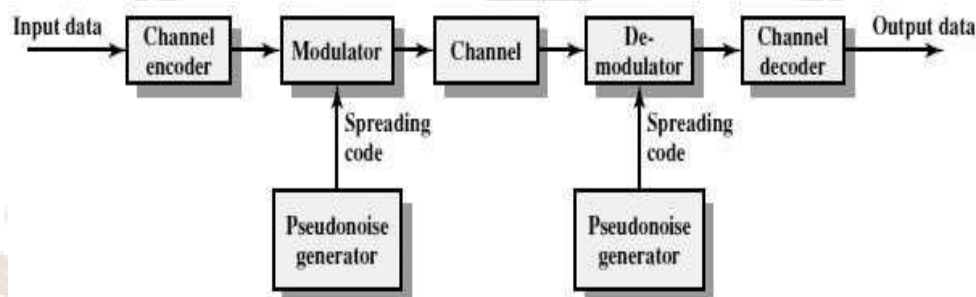 Input data
Channel
encoder
Modulator
Channel
De-
modulator
Channel
decoder
Output data
Spreading
code
Spreading
code
Pseudonoise
generator
Pseudonoise
generator